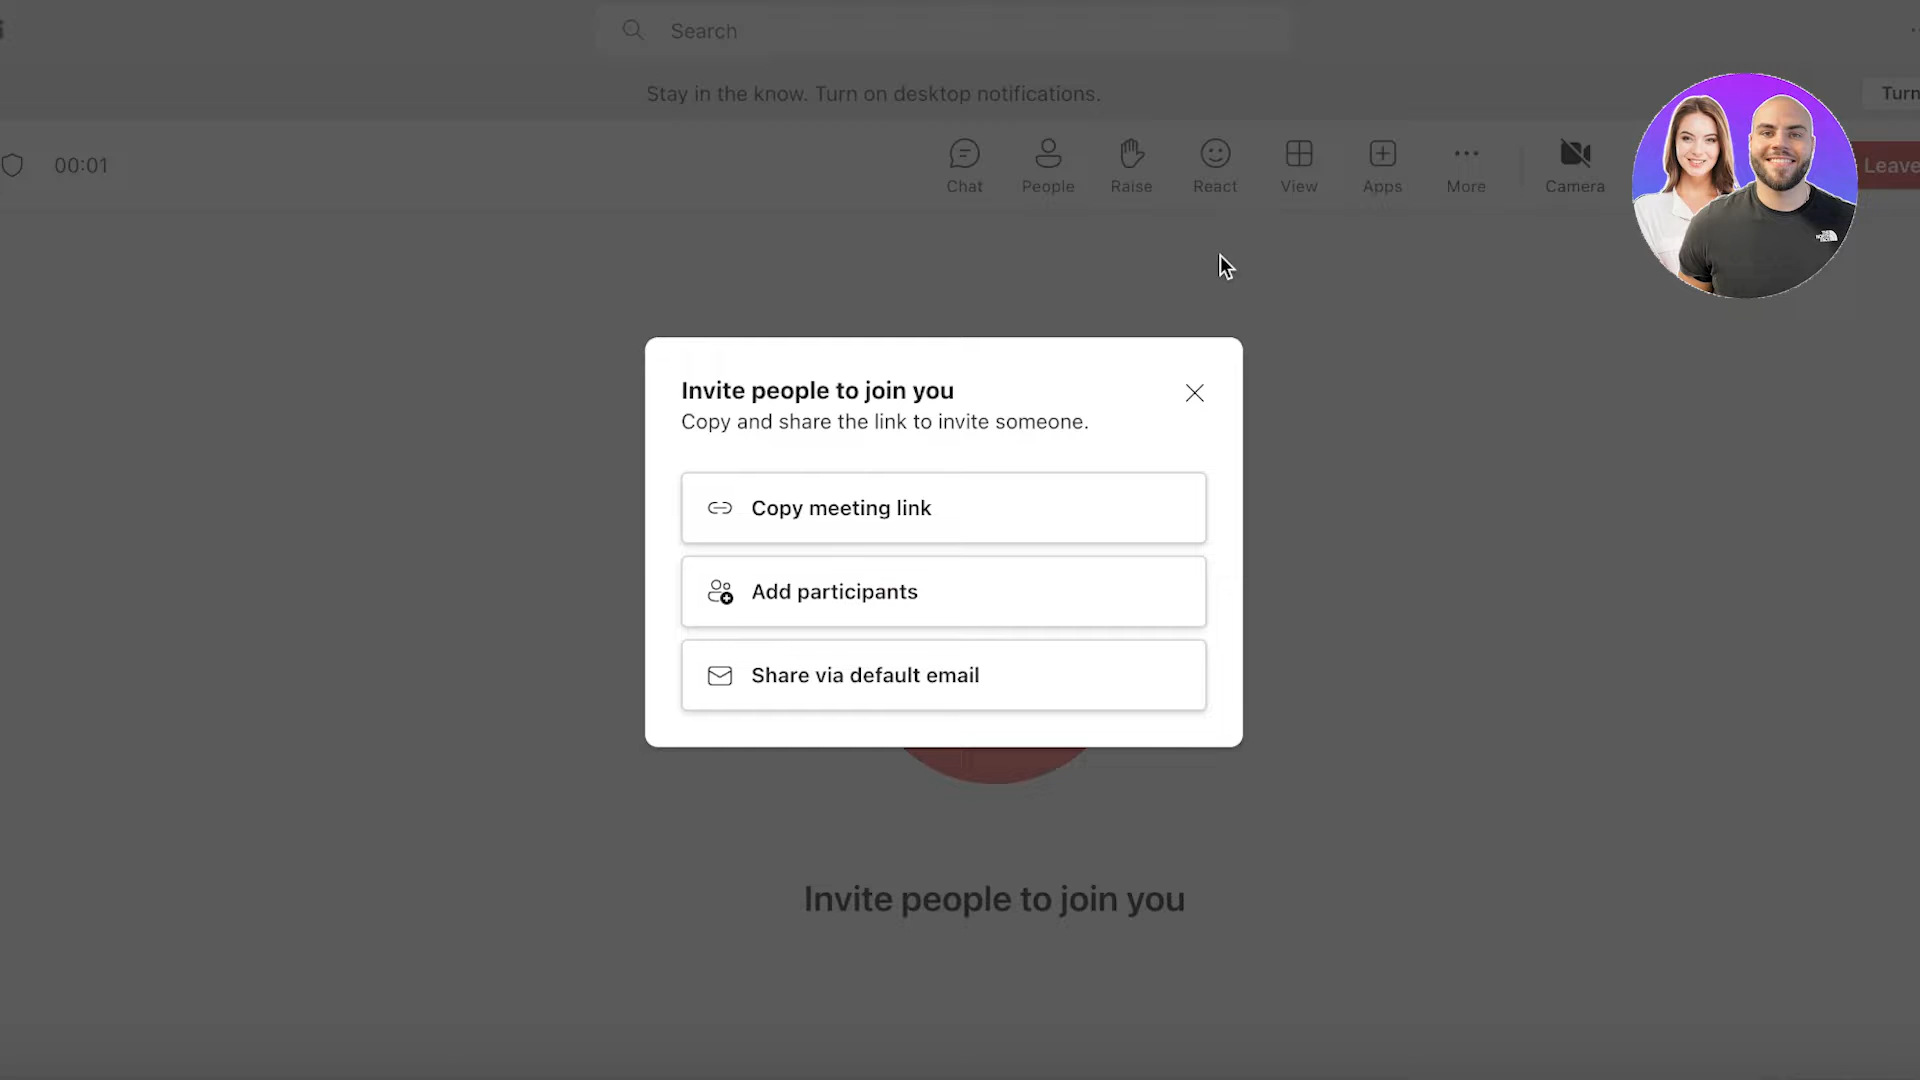 Search
Stay in the know. Turn on desktop notifications.
Turn
00:01
Chat
People
Raise
React
View
Apps
More
Camera
Leave
Invite people to join you
Copy and share the link to invite someone.
Copy meeting link
Add participants
Share via default email
Invite people to join you